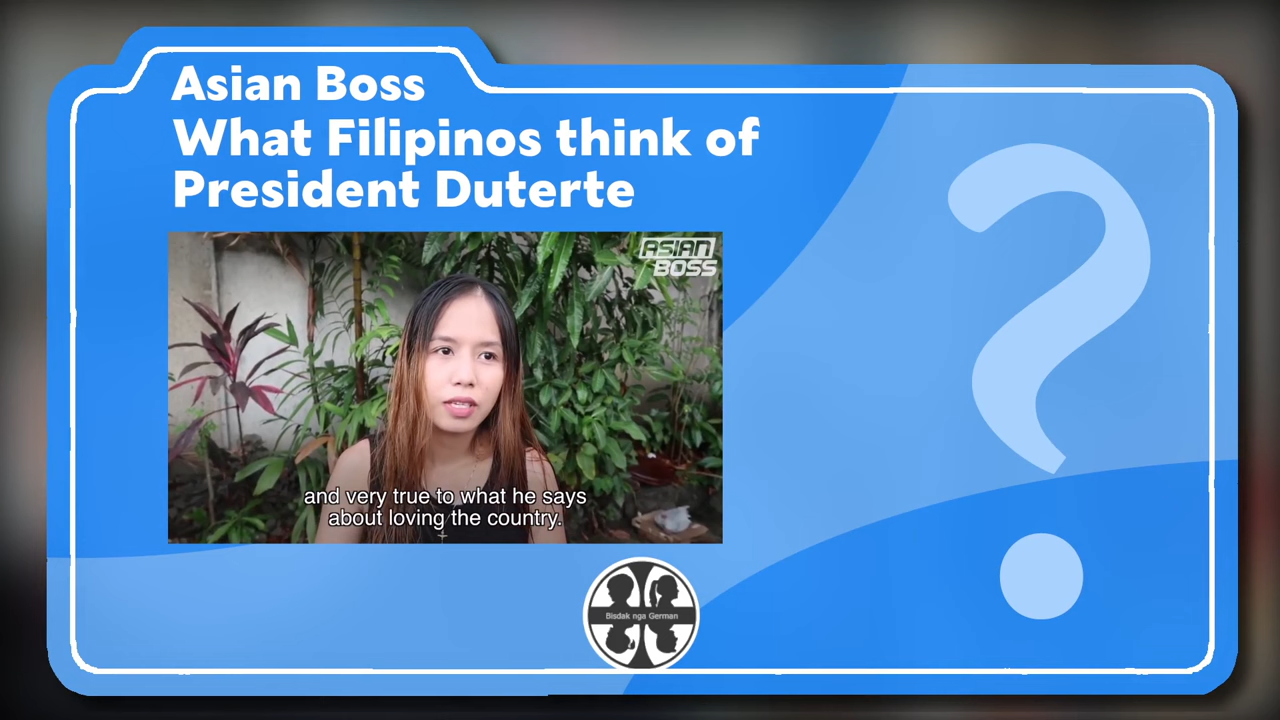 Asian Boss
What Filipinos think of
President Duterte
ASIAN
BOSS
and very true to what he says
about loving the country.
Bisdak nga German